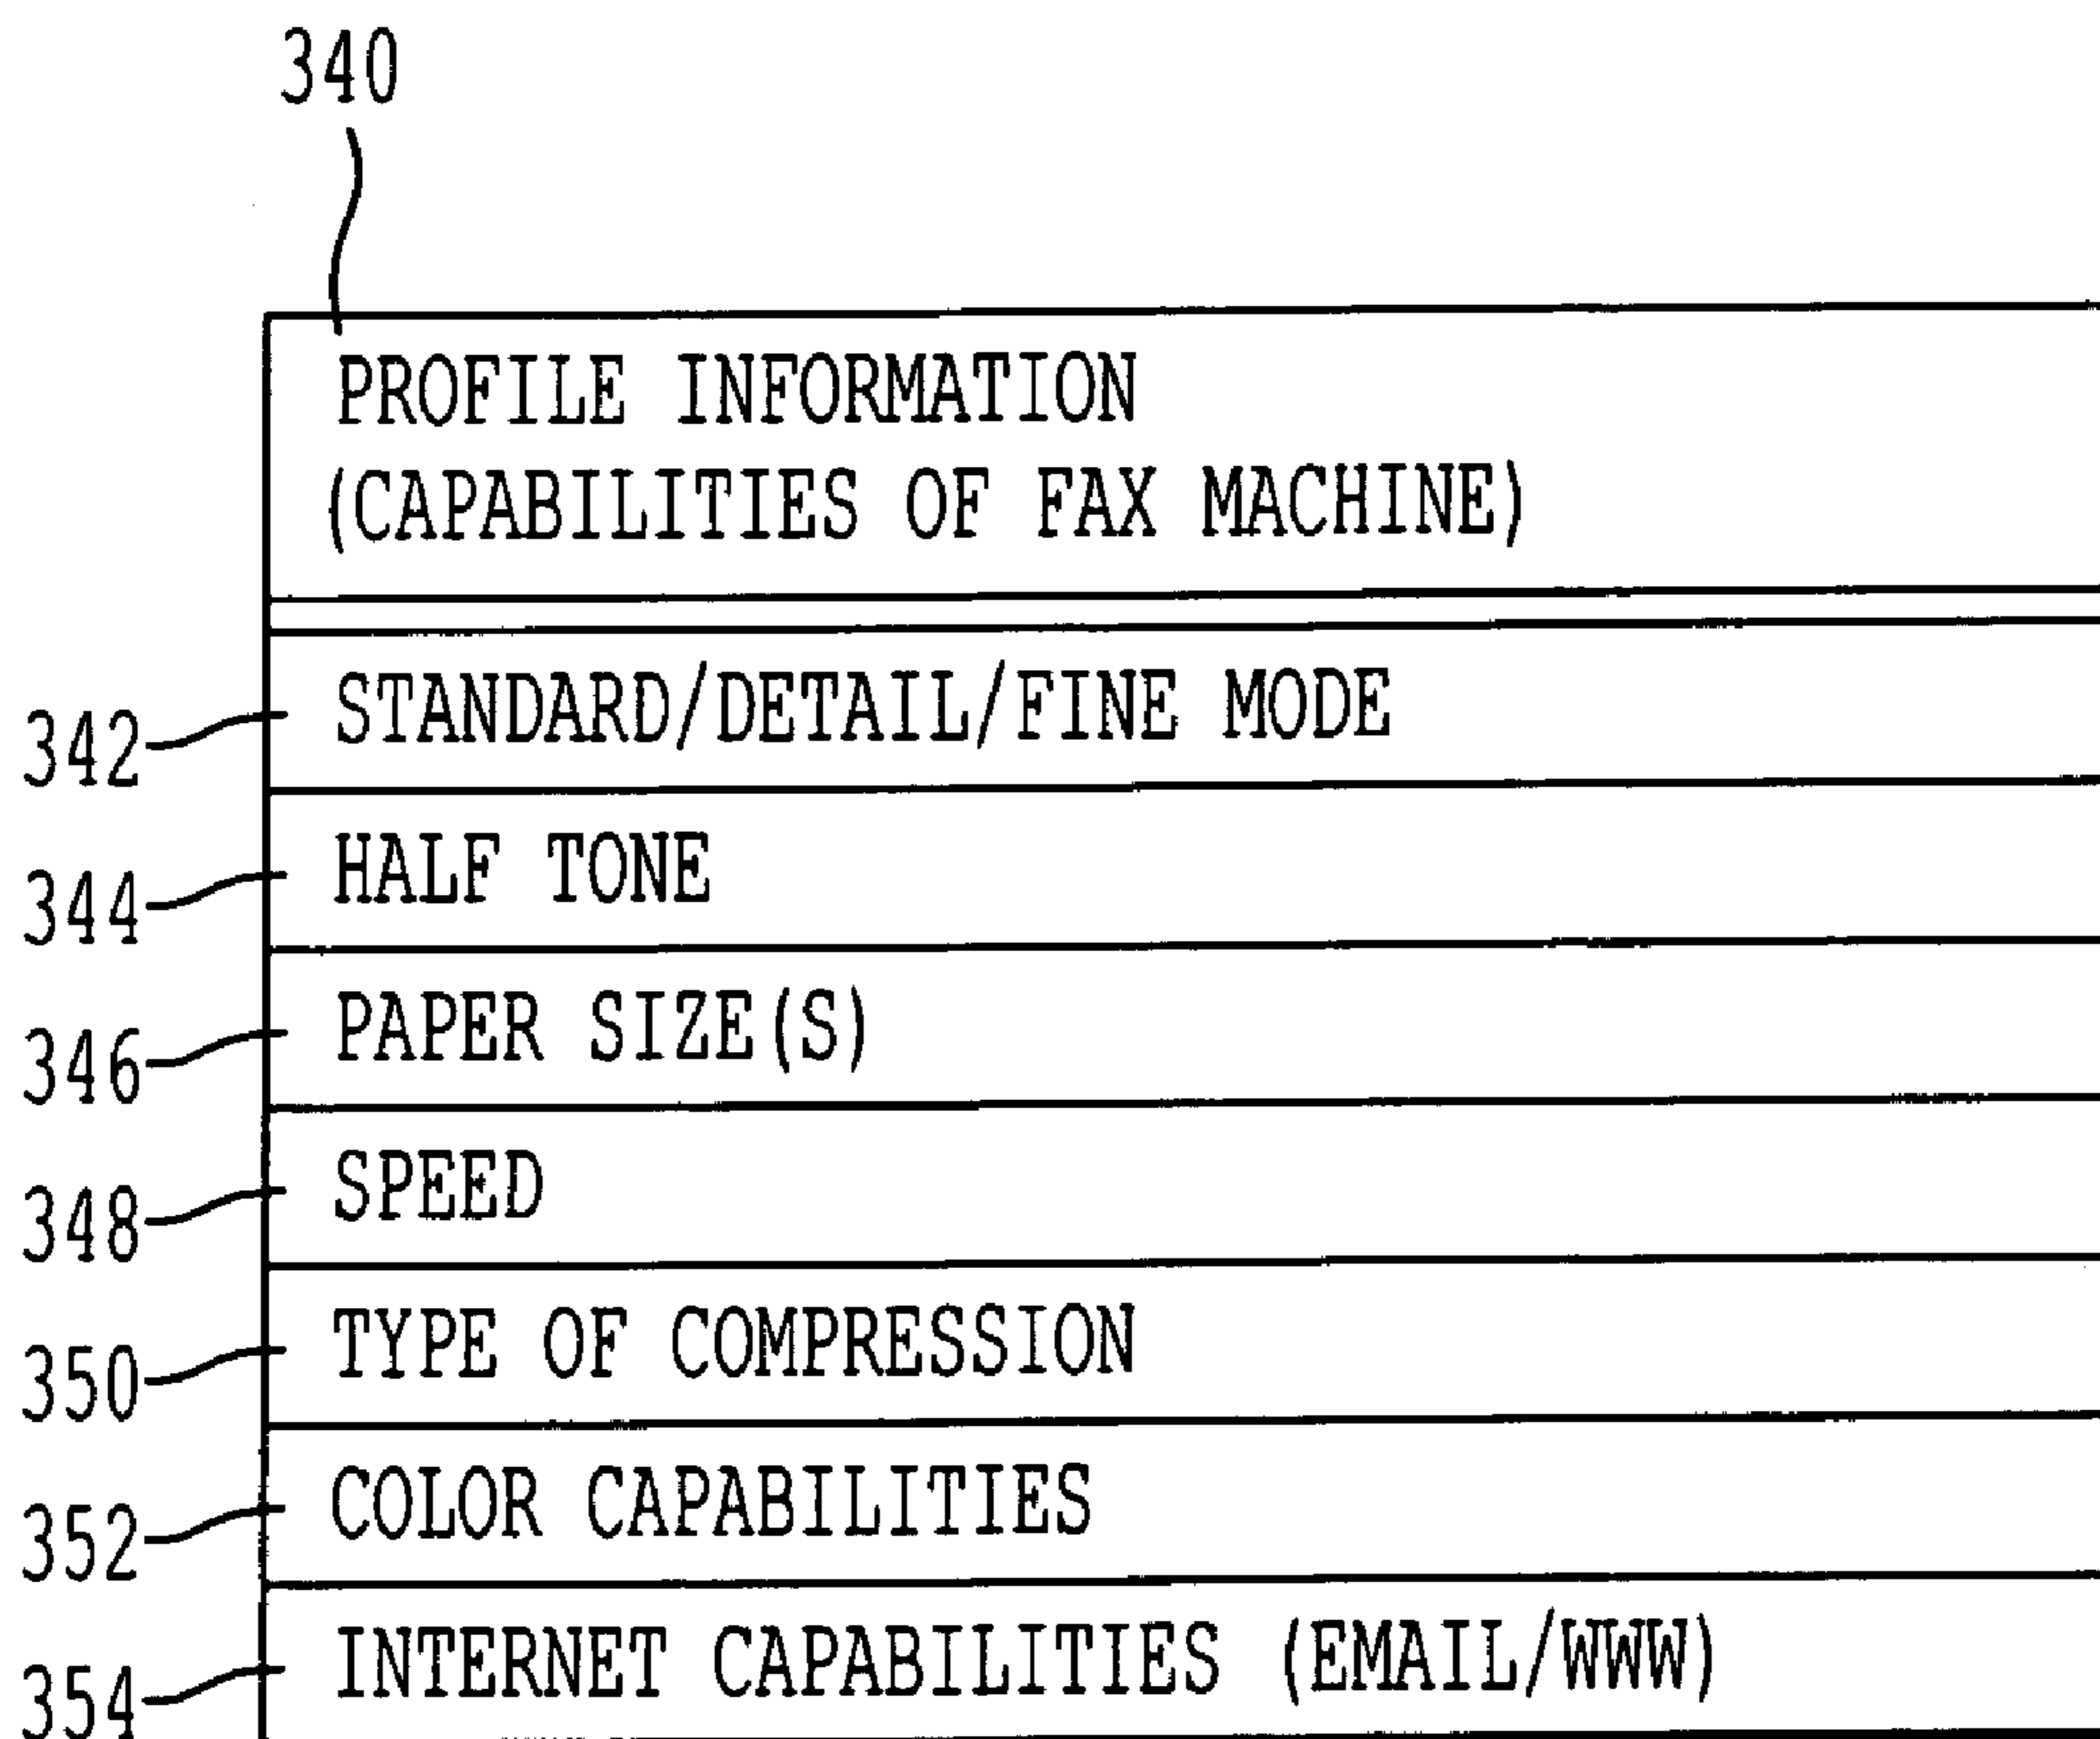 340
PROFILE INFORMATION
(CAPABILITIES OF FAX MACHINE)
342 STANDARD/DETAIL/FINE MODE
344 HALF TONE
346 PAPER SIZE(S)
348 SPEED
350 TYPE OF COMPRESSION
352 COLOR CAPABILITIES
354 INTERNET CAPABILITIES (EMAIL/WWW)